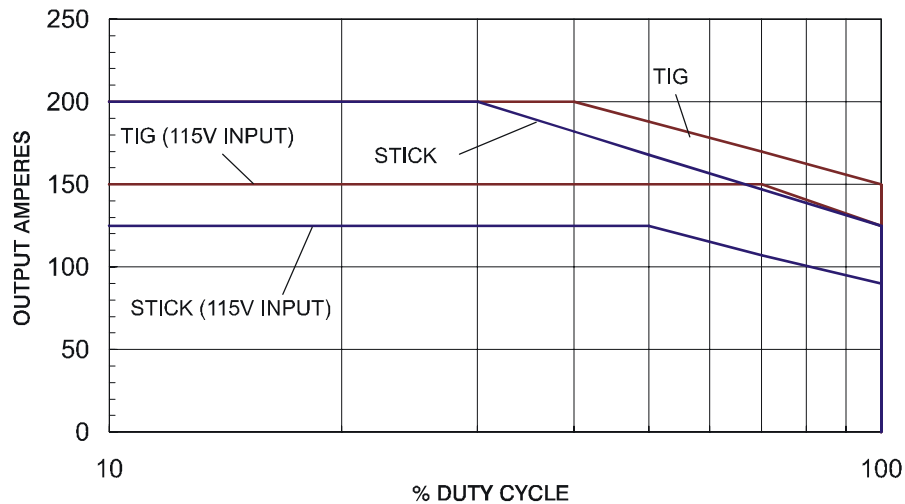 250
200
150
100
50
0
OUTPUT AMPERES
TIG
TIG (115V INPUT)
STICK
STICK (115V INPUT)
10
100
% DUTY CYCLE